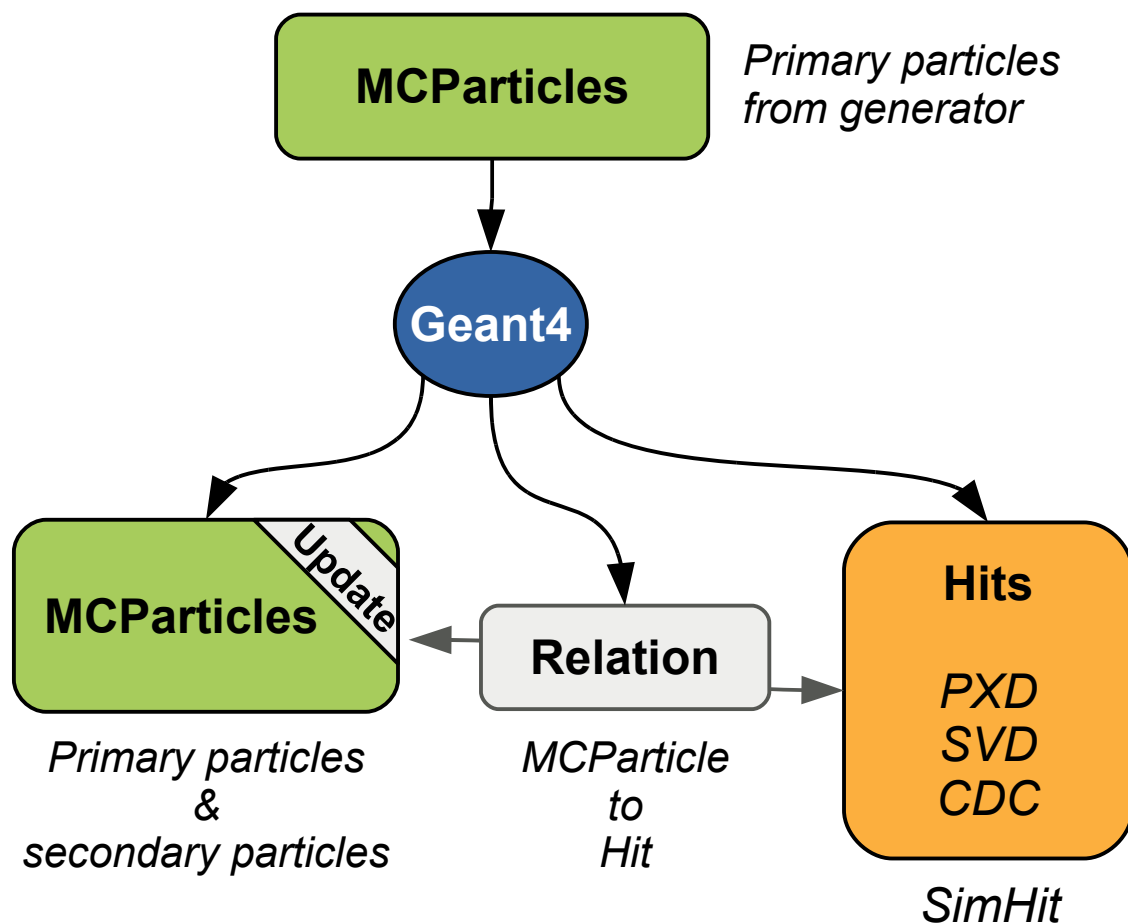 MCParticles
Primary particles
from generator
Geant4
Update
MCParticles
Primary particles
&
secondary particles
Relation
MCParticle
to
Hit
Hits
PXD
SVD
CDC
SimHit